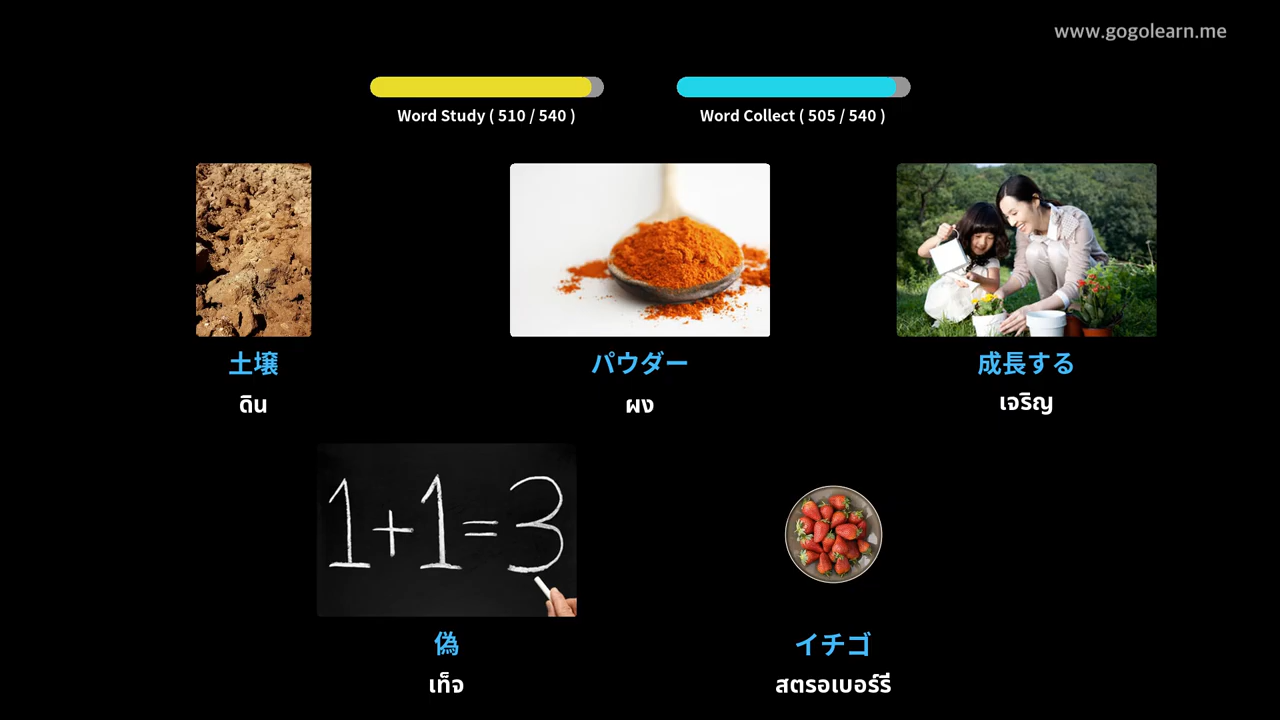 www.gogolearn.me
Word Study ( 510 / 540 )
Word Collect ( 505 / 540 )
土壌
パウダー
成長する
ดิน
ผง
เจริญ
1+1=3
偽
イチゴ
เท็จ
สตรอเบอร์รี